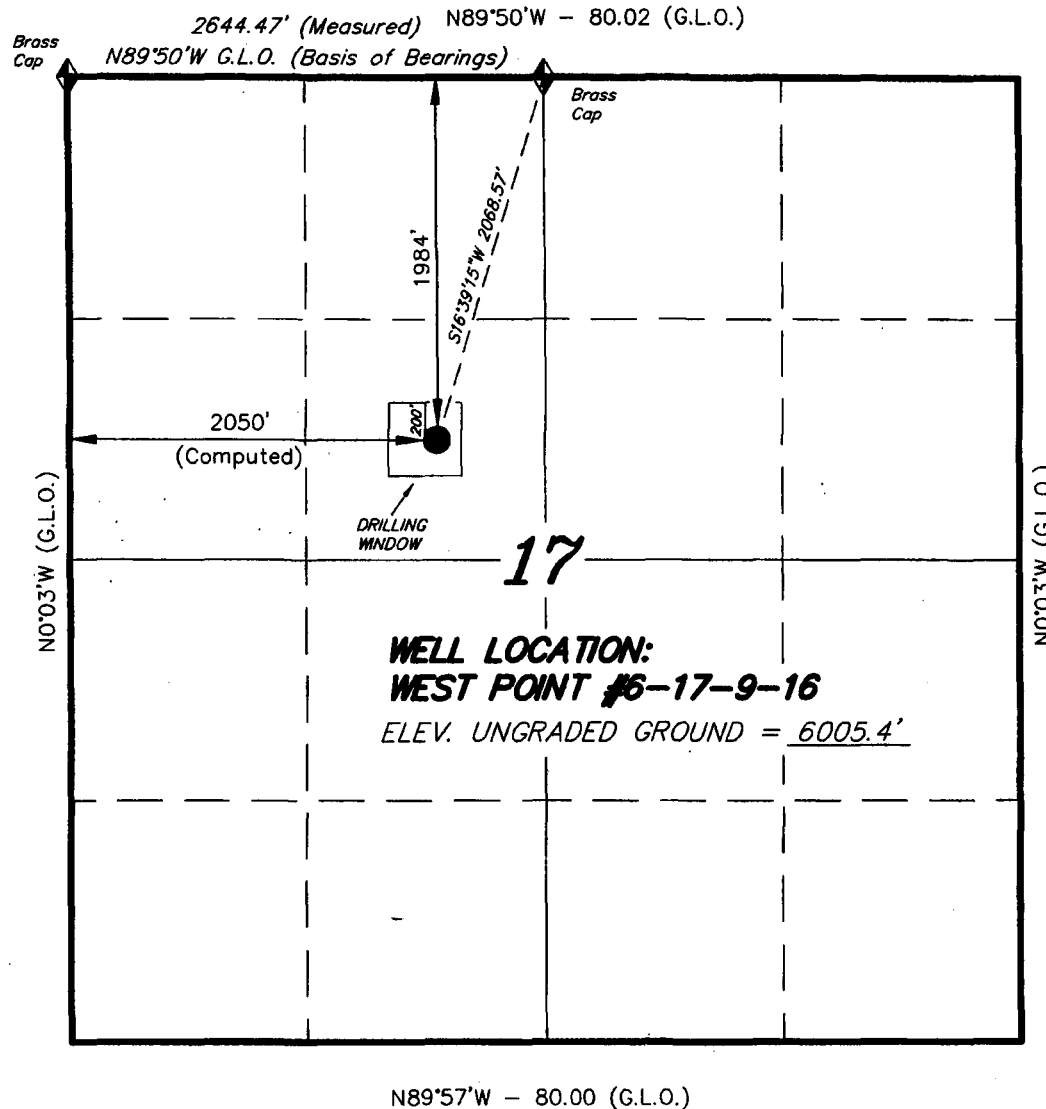 2644.47' (Measured)
N89°50'W – 80.02 (G.L.O.)
Brass
Cap
N89°50'W G.L.O. (Basis of Bearings)
Brass
Cap
1984'
S16°39'15"W 2068.57'
2050'
(Computed)
200'
DRILLING
WINDOW
17
N0°03'W (G.L.O.)
N0°03'W (G.L.O.)
WELL LOCATION:
WEST POINT #6–17–9–16
ELEV. UNGRADED GROUND = 6005.4'
N89°57'W – 80.00 (G.L.O.)